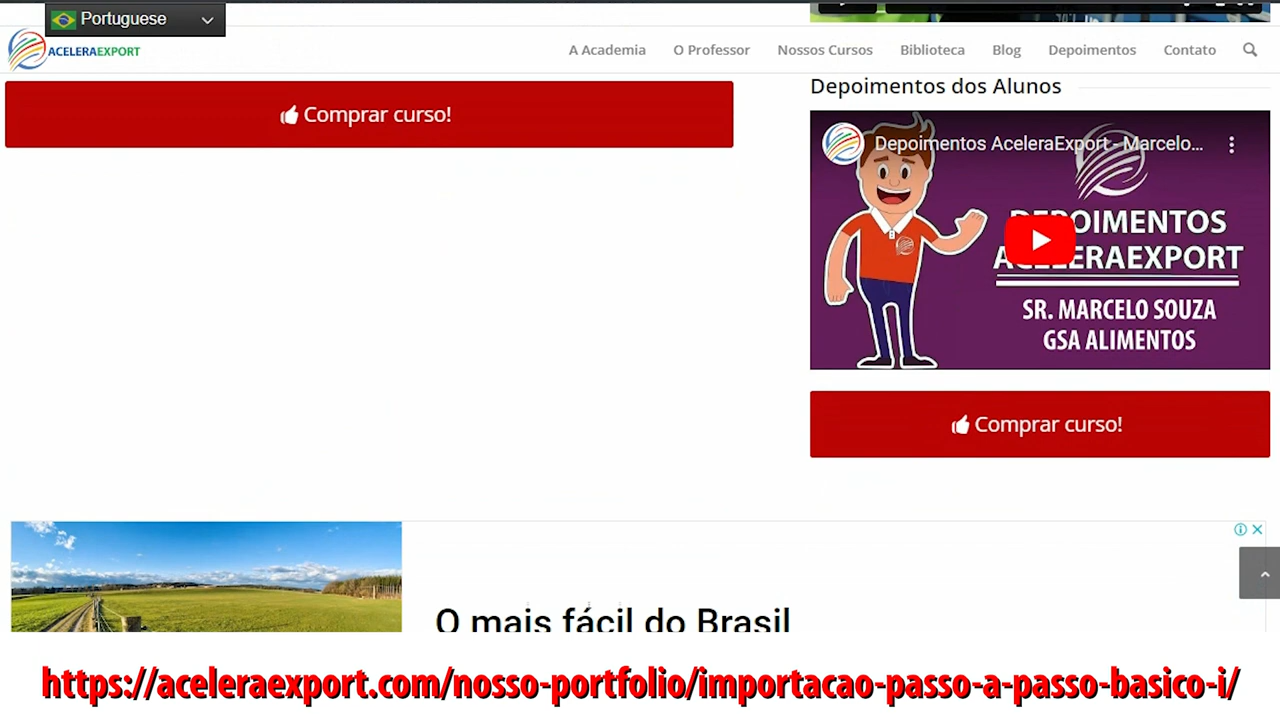 Portuguese
ACELERAEXPORT
A Academia
O Professor
Nossos Cursos
Biblioteca
Blog
Depoimentos
Contato
Comprar curso!
Depoimentos dos Alunos
Depoimentos AceleraExport - Marcelo...
DEPOIMENTOS
ACELERAEXPORT
SR. MARCELO SOUZA
GSA ALIMENTOS
Comprar curso!
O mais fácil do Brasil
https://aceleraexport.com/nosso-portfolio/importacao-passo-a-passo-basico-i/